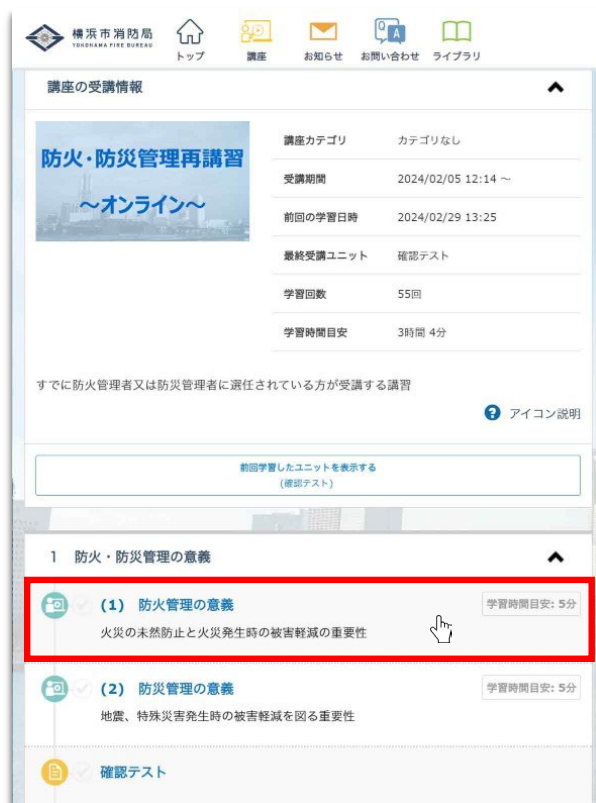 横浜市消防局
YOKOHAMA FIRE BUREAU
トップ
講座
お知らせ
お問い合わせ
ライブラリ
講座の受講情報
防火・防災管理再講習
～オンライン～
講座カテゴリ カテゴリなし
受講期間 2024/02/05 12:14 ～
前回の学習日時 2024/02/29 13:25
最終受講ユニット 確認テスト
学習回数 55回
学習時間目安 3時間 4分
すでに防火管理者又は防災管理者に選任されている方が受講する講習
? アイコン説明
前回学習したユニットを表示する
(確認テスト)
1 防火・防災管理の意義
(1) 防火管理の意義 学習時間目安: 5分
火災の未然防止と火災発生時の被害軽減の重要性
(2) 防災管理の意義 学習時間目安: 5分
地震、特殊災害発生時の被害軽減を図る重要性
確認テスト